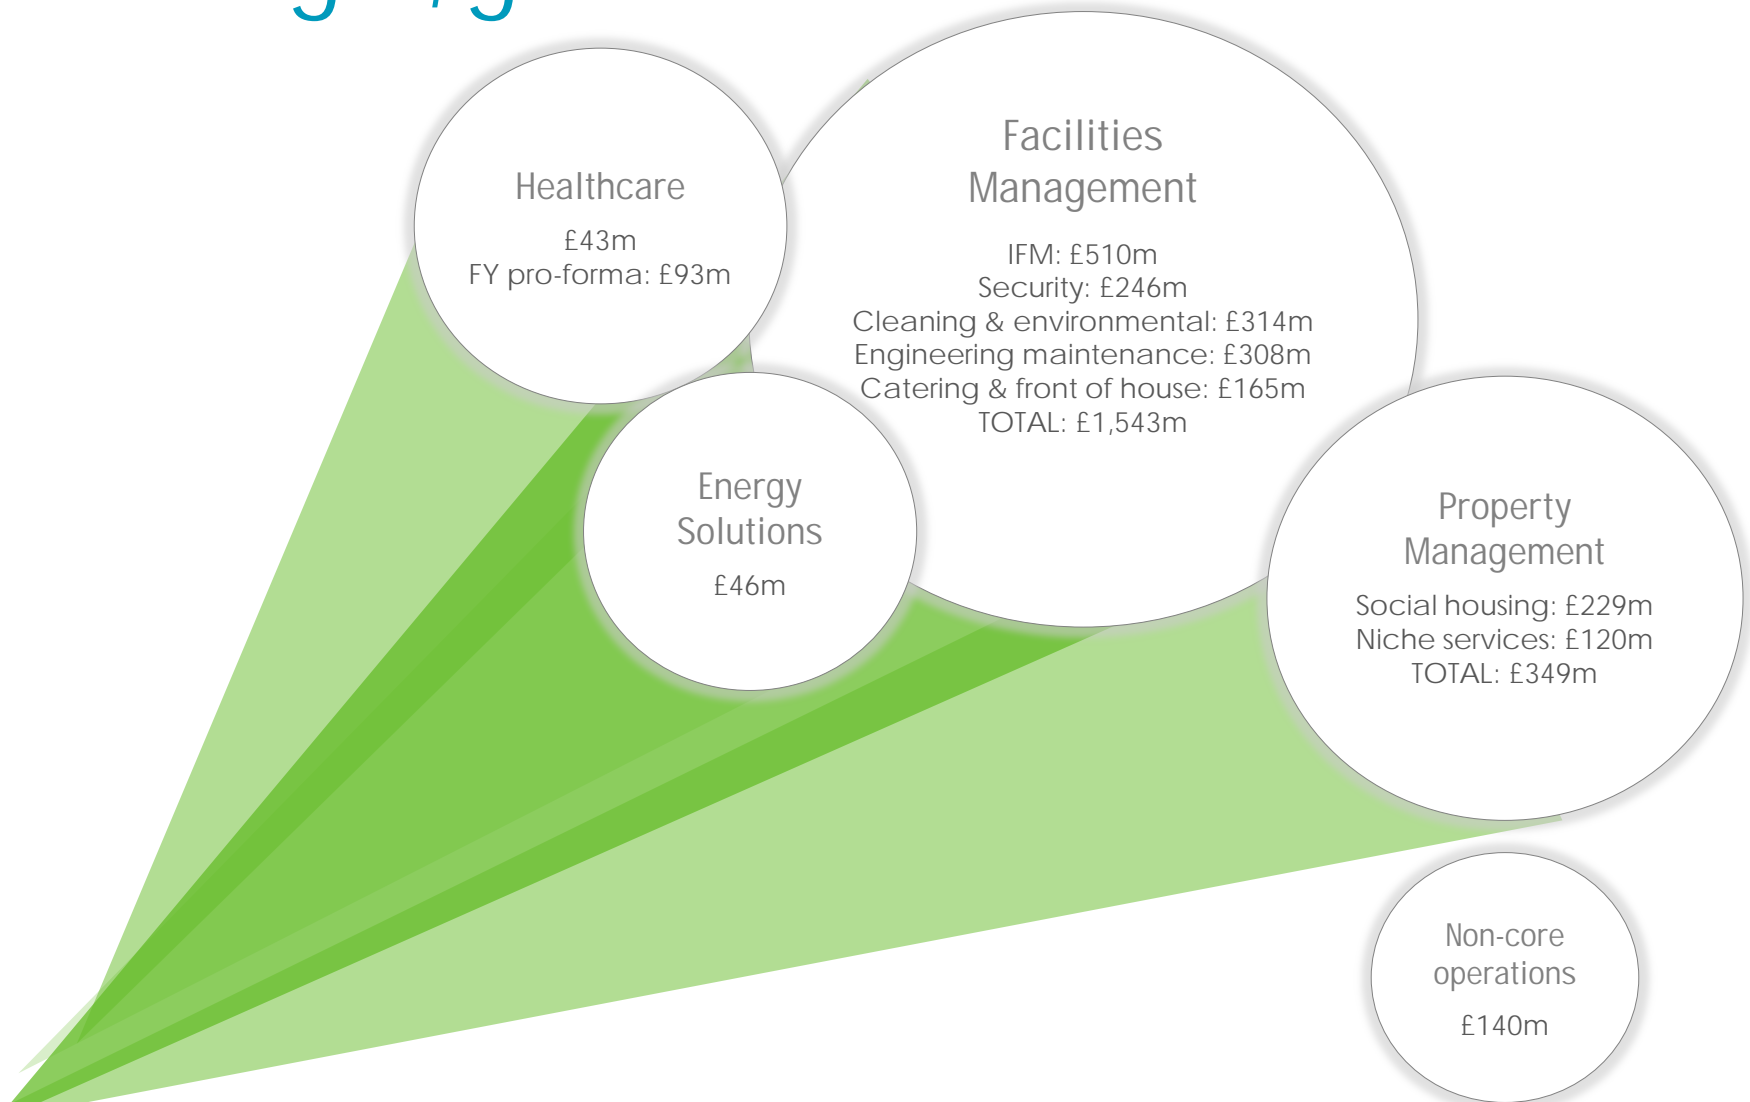 Healthcare
£43m
FY pro-forma: £93m
Facilities
Management
IFM: £510m
Security: £246m
Cleaning & environmental: £314m
Engineering maintenance: £308m
Catering & front of house: £165m
TOTAL: £1,543m
Energy
Solutions
£46m
Property
Management
Social housing: £229m
Niche services: £120m
TOTAL: £349m
Non-core
operations
£140m